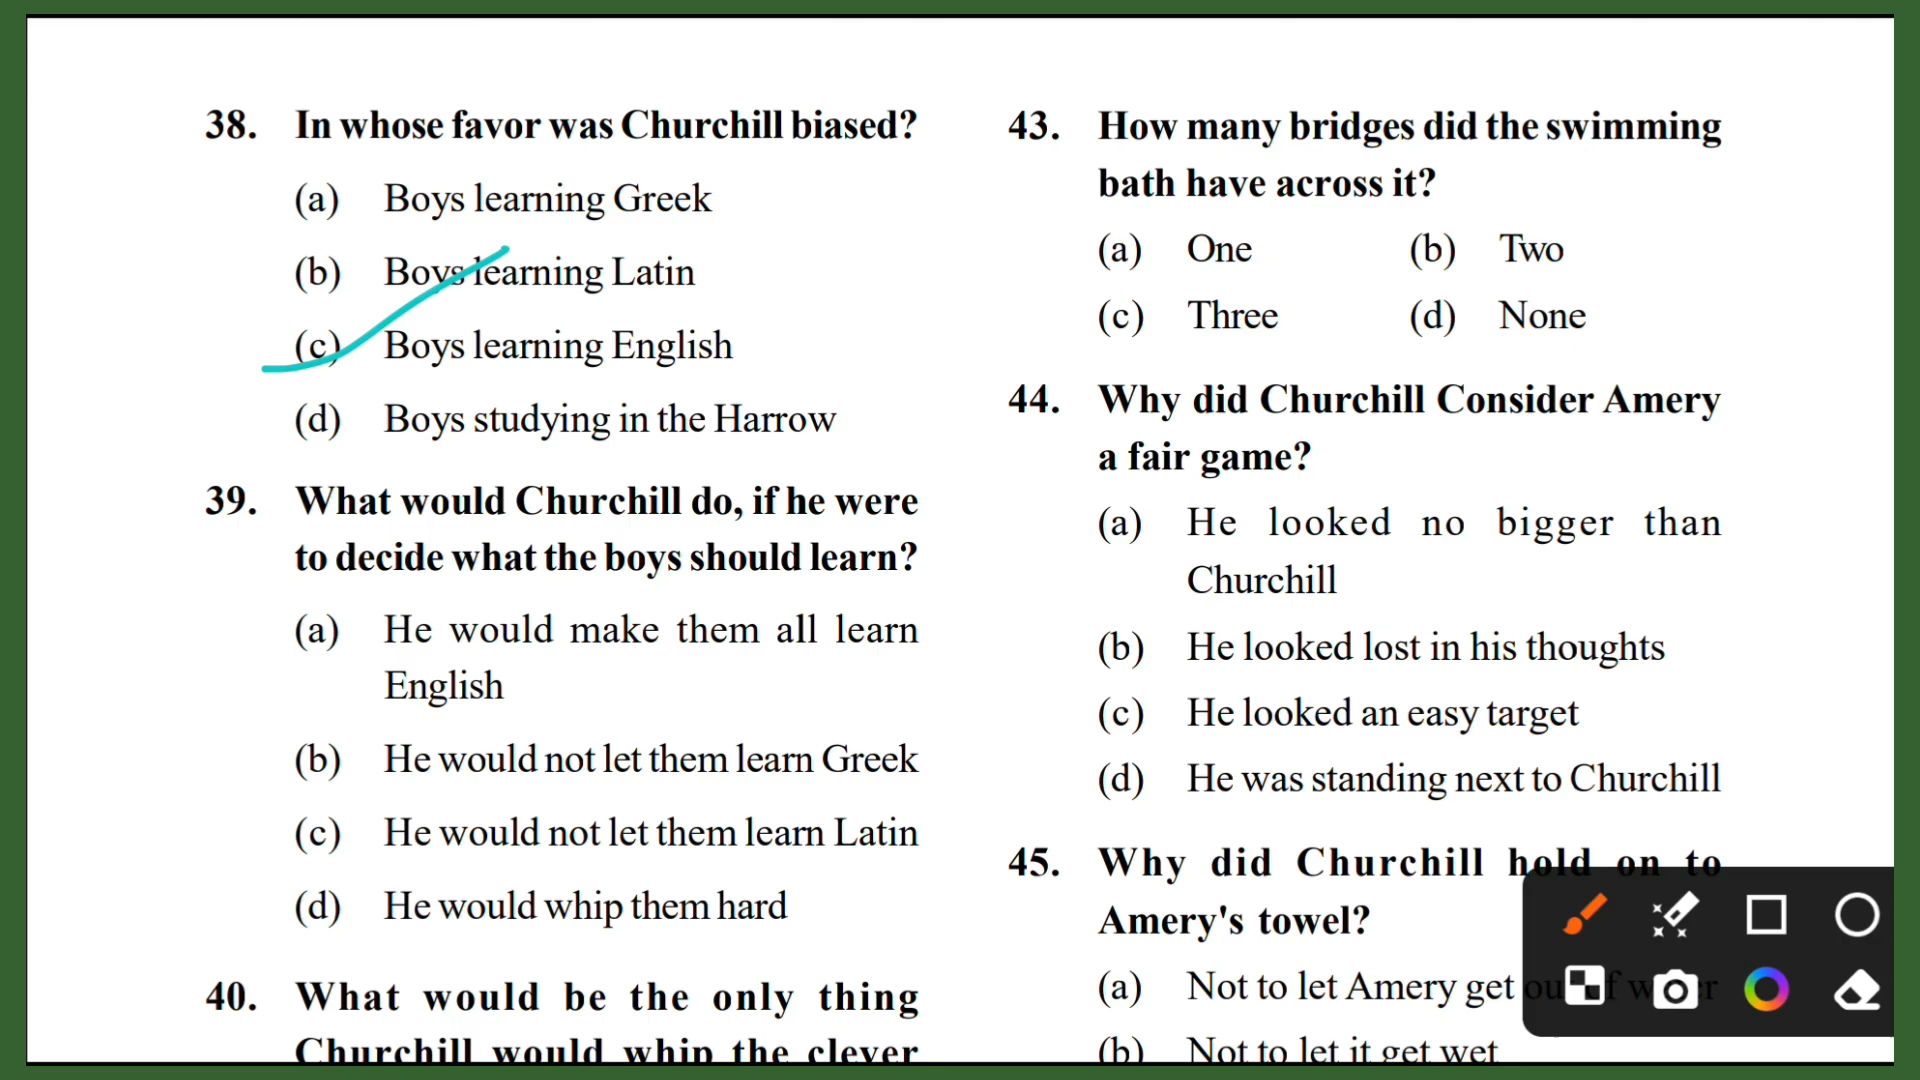 38. In whose favor was Churchill biased?
(a) Boys learning Greek
(b) Boys learning Latin
(c) Boys learning English
(d) Boys studying in the Harrow
39. What would Churchill do, if he were
to decide what the boys should learn?
(a) He would make them all learn
English
(b) He would not let them learn Greek
(c) He would not let them learn Latin
(d) He would whip them hard
40. What would be the only thing
Churchill would whip the clever
43. How many bridges did the swimming
bath have across it?
(a) One (b) Two
(c) Three (d) None
44. Why did Churchill Consider Amery
a fair game?
(a) He looked no bigger than
Churchill
(b) He looked lost in his thoughts
(c) He looked an easy target
(d) He was standing next to Churchill
45. Why did Churchill hold on to
Amery's towel?
(a) Not to let Amery get
(b) Not to let it get wet